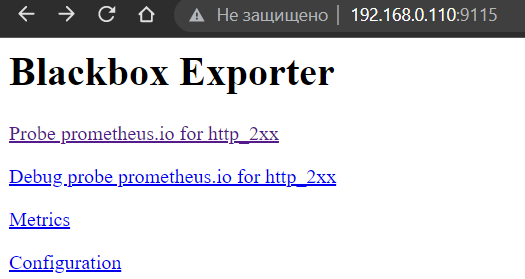 Не защищено | 192.168.0.110:9115
Blackbox Exporter
Probe prometheus.io for http_2xx
Debug probe prometheus.io for http_2xx
Metrics
Configuration